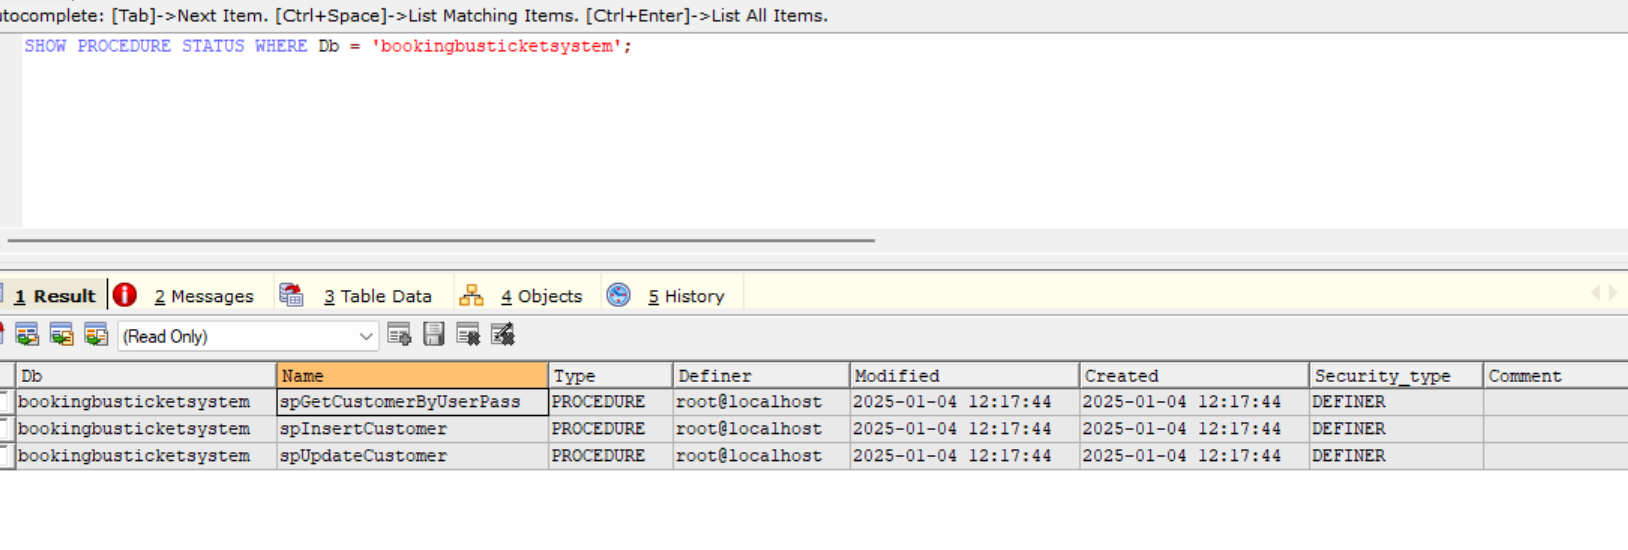 utocomplete: [Tab]->Next Item. [Ctrl+Space]->List Matching Items. [Ctrl+Enter]->List All Items.
SHOW PROCEDURE STATUS WHERE Db = 'bookingbusticketsystem';
1 Result 2 Messages 3 Table Data 4 Objects 5 History
(Read Only)
Db Name Type Definer Modified Created Security_type Comment
bookingbusticketsystem spGetCustomerByUserPass PROCEDURE root@localhost 2025-01-04 12:17:44 2025-01-04 12:17:44 DEFINER
bookingbusticketsystem spInsertCustomer PROCEDURE root@localhost 2025-01-04 12:17:44 2025-01-04 12:17:44 DEFINER
bookingbusticketsystem spUpdateCustomer PROCEDURE root@localhost 2025-01-04 12:17:44 2025-01-04 12:17:44 DEFINER